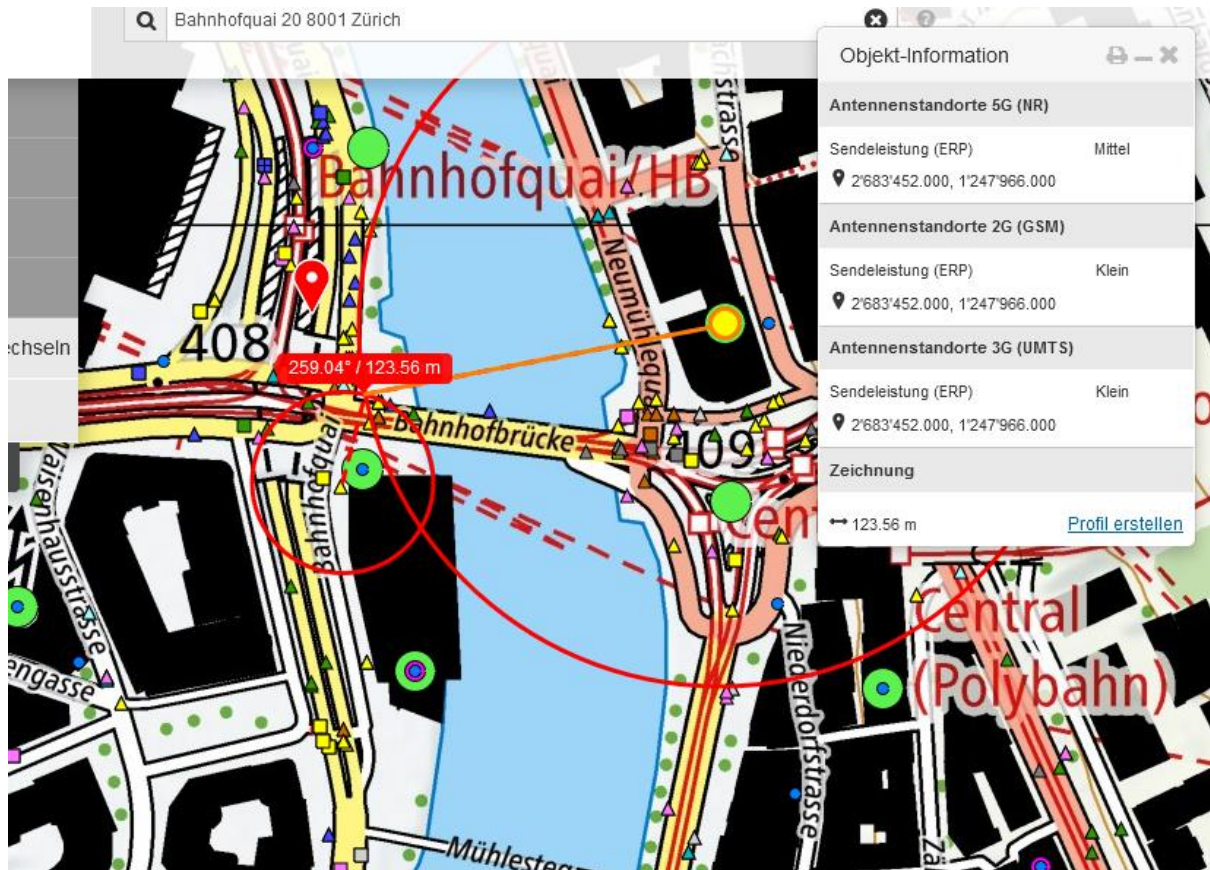 Bahnhofquai 20 8001 Zürich
Objekt-Information
Antennenstandorte 5G (NR)
Sendeleistung (ERP) Mittel
2'683'452.000, 1'247'966.000
Antennenstandorte 2G (GSM)
Sendeleistung (ERP) Klein
2'683'452.000, 1'247'966.000
Antennenstandorte 3G (UMTS)
Sendeleistung (ERP) Klein
2'683'452.000, 1'247'966.000
Zeichnung
123.56 m Profil erstellen
echseln
Bahnhofquai/HB
Neumühlequai
408
259.04° / 123.56 m
Bahnhofbrücke
409
Bahnhofquai
Waisenhausstrasse
Central
(Polybahn)
Niederdorfstrasse
engasse
Mühlesteg